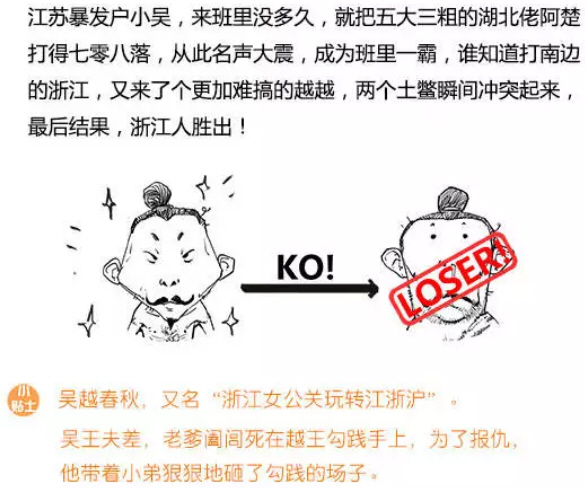 江苏暴发户小吴，来班里没多久，就把五大三粗的湖北佬阿楚
打得七零八落，从此名声大震，成为班里一霸，谁知道打南边
的浙江，又来了个更加难搞的越越，两个土鳖瞬间冲突起来，
最后结果，浙江人胜出！
KO!
LOSER!
小
贴士
吴越春秋，又名“浙江女公关玩转江浙沪”。
吴王夫差，老爹阖闾死在越王勾践手上，为了报仇，
他带着小弟狠狠地砸了勾践的场子。